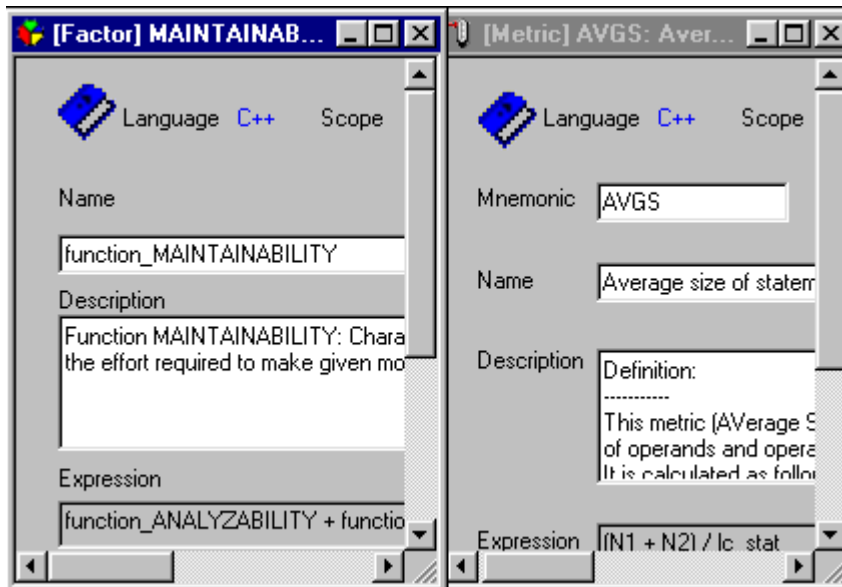 [Factor] MAINTAINAB...
Language C++ Scope
Name
function_MAINTAINABILITY
Description
Function MAINTAINABILITY: Chara
the effort required to make given mo
Expression
function_ANALYZABILITY + functio
[Metric] AVGS: Aver...
Language C++ Scope
Mnemonic AVGS
Name Average size of statem
Description
Definition:
-----------
This metric (AVerage S
of operands and opera
It is calculated as follow
Expression (N1 + N2) / lc_stat